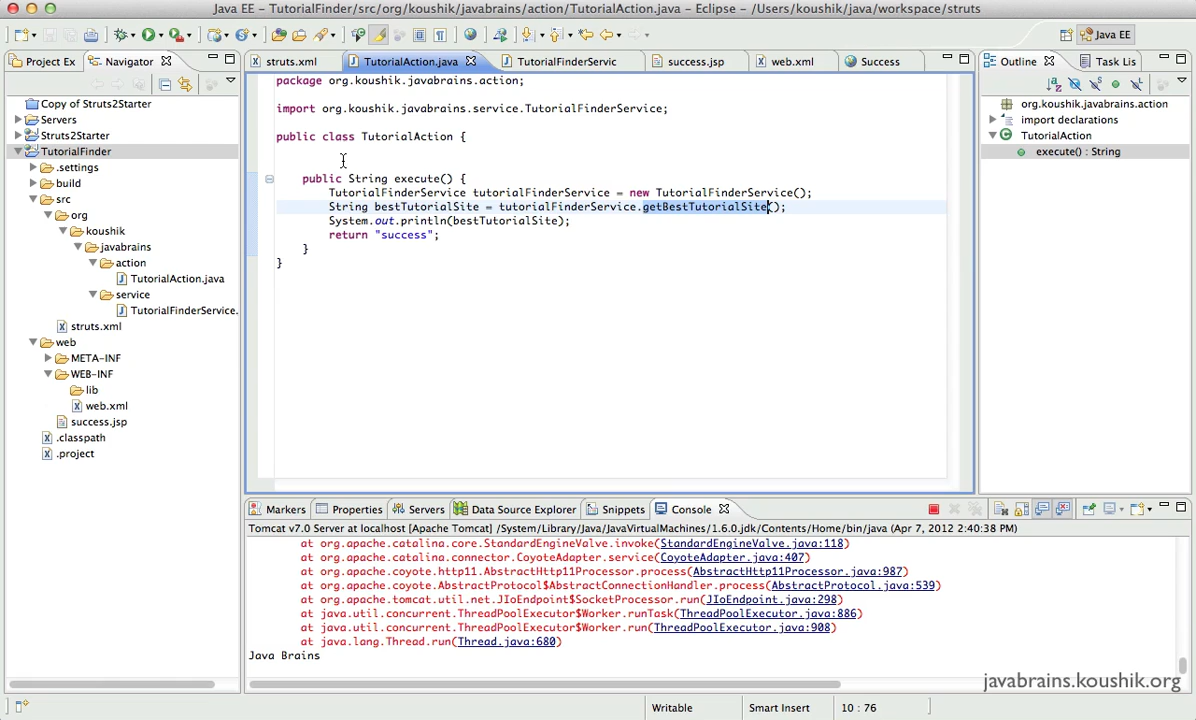 Java EE - TutorialFinder/src/org/koushik/javabrains/action/TutorialAction.java - Eclipse - /Users/koushik/java/workspace/struts
Java EE
Project Ex
Navigator
struts.xml
TutorialAction.java
TutorialFinderServic
success.jsp
web.xml
Success
Outline
Task Lis
Copy of Struts2Starter
Servers
Struts2Starter
TutorialFinder
.settings
build
src
org
koushik
javabrains
action
TutorialAction.java
service
TutorialFinderService.
struts.xml
web
META-INF
WEB-INF
lib
web.xml
success.jsp
.classpath
.project
package org.koushik.javabrains.action;
import org.koushik.javabrains.service.TutorialFinderService;
public class TutorialAction {
public String execute() {
TutorialFinderService tutorialFinderService = new TutorialFinderService();
String bestTutorialSite = tutorialFinderService.getBestTutorialSite();
System.out.println(bestTutorialSite);
return "success";
}
}
org.koushik.javabrains.action
import declarations
TutorialAction
execute() : String
Markers
Properties
Servers
Data Source Explorer
Snippets
Console
Tomcat v7.0 Server at localhost [Apache Tomcat] /System/Library/Java/JavaVirtualMachines/1.6.0.jdk/Contents/Home/bin/java (Apr 7, 2012 2:40:38 PM)
at org.apache.catalina.core.StandardEngineValve.invoke(StandardEngineValve.java:118)
at org.apache.catalina.connector.CoyoteAdapter.service(CoyoteAdapter.java:407)
at org.apache.coyote.http11.AbstractHttp11Processor.process(AbstractHttp11Processor.java:987)
at org.apache.coyote.AbstractProtocol$AbstractConnectionHandler.process(AbstractProtocol.java:539)
at org.apache.tomcat.util.net.JIoEndpoint$SocketProcessor.run(JIoEndpoint.java:298)
at java.util.concurrent.ThreadPoolExecutor$Worker.runTask(ThreadPoolExecutor.java:886)
at java.util.concurrent.ThreadPoolExecutor$Worker.run(ThreadPoolExecutor.java:908)
at java.lang.Thread.run(Thread.java:680)
Java Brains
javabrains.koushik.org
Writable
Smart Insert
10 : 76